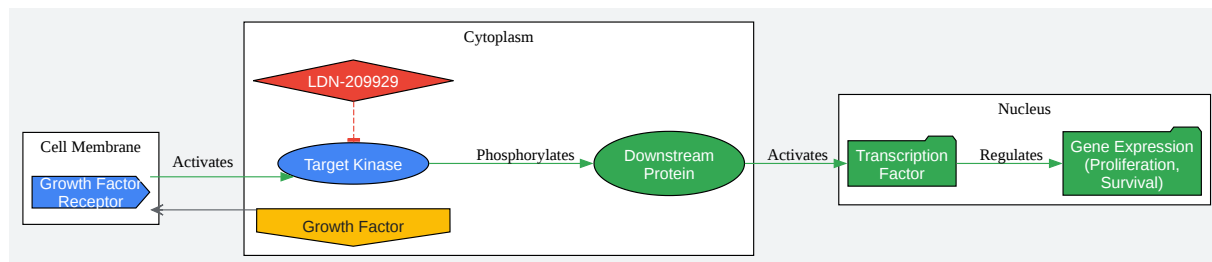 Cytoplasm
LDN-209929
Nucleus
Cell Membrane
Growth Factor
Receptor
Activates
Target Kinase
Phosphorylates
Downstream
Protein
Activates
Transcription
Factor
Regulates
Gene Expression
(Proliferation,
Survival)
Growth Factor